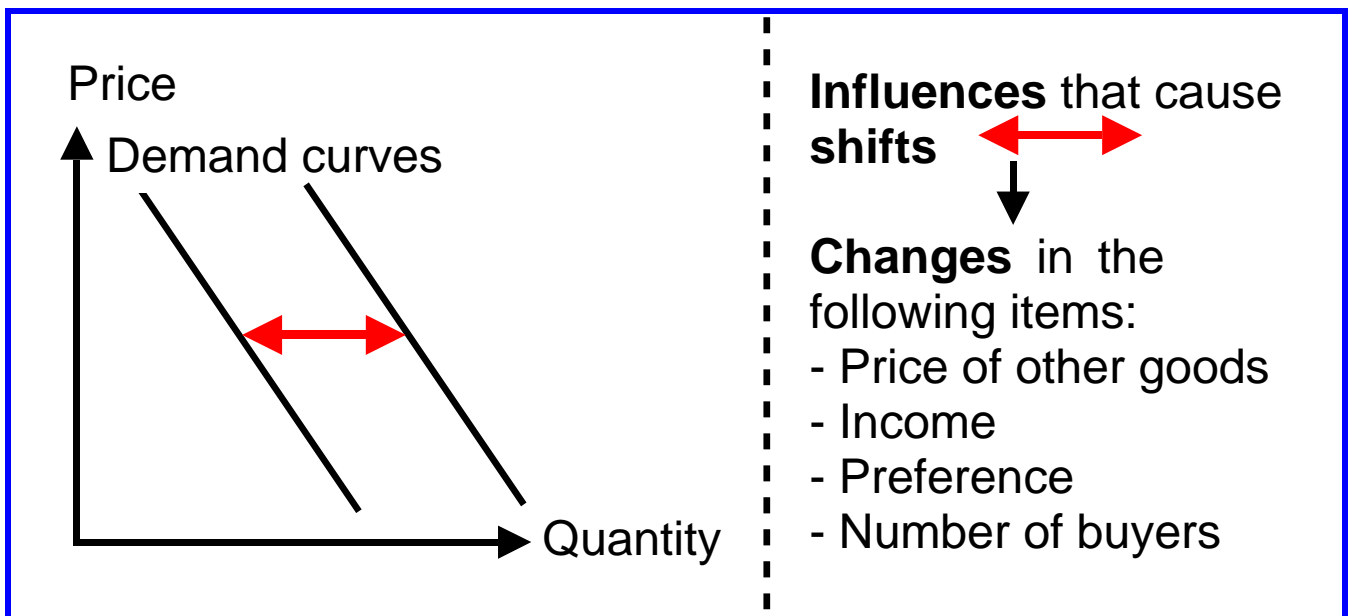 Price
Demand curves
Quantity
Influences that cause
shifts
Changes in the
following items:
- Price of other goods
- Income
- Preference
- Number of buyers